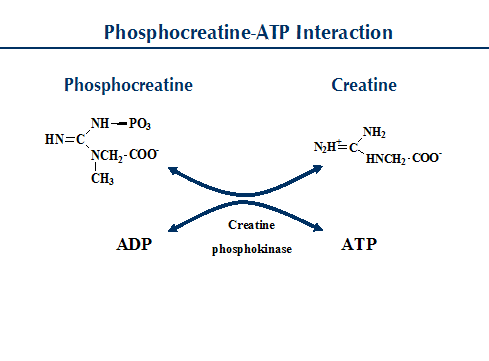 Phosphocreatine-ATP Interaction
Phosphocreatine
Creatine
NH—PO₃
HN=C
NCH₂-COO⁻
CH₃
NH₂
N₂H⁺=C
HNCH₂-COO⁻
ADP
Creatine
phosphokinase
ATP